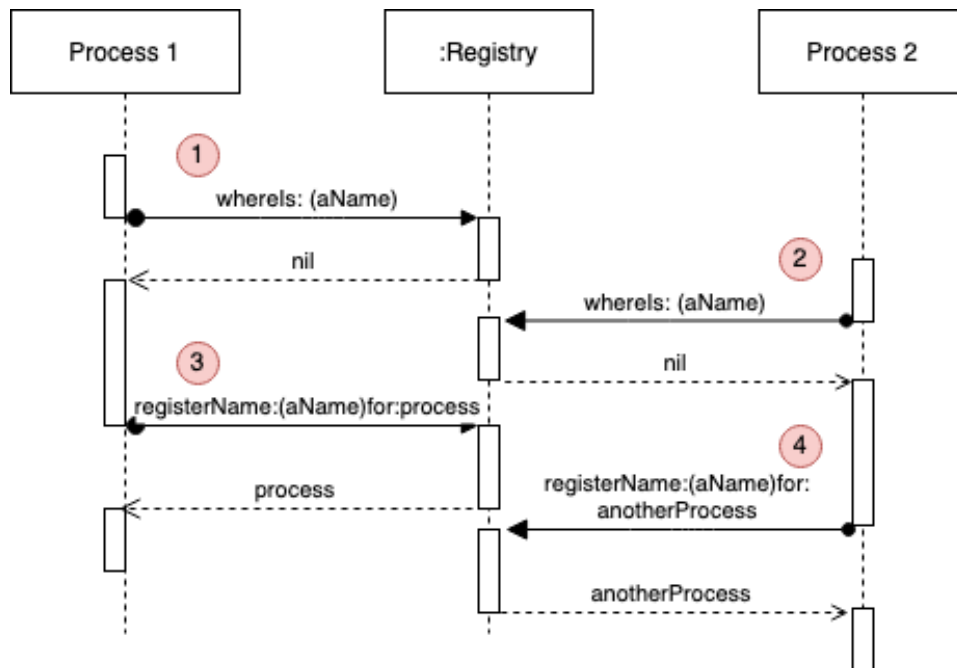 Process 1
:Registry
Process 2
1
whereIs: (aName)
nil
2
whereIs: (aName)
nil
3
registerName:(aName)for:process
4
process
registerName:(aName)for:
anotherProcess
anotherProcess